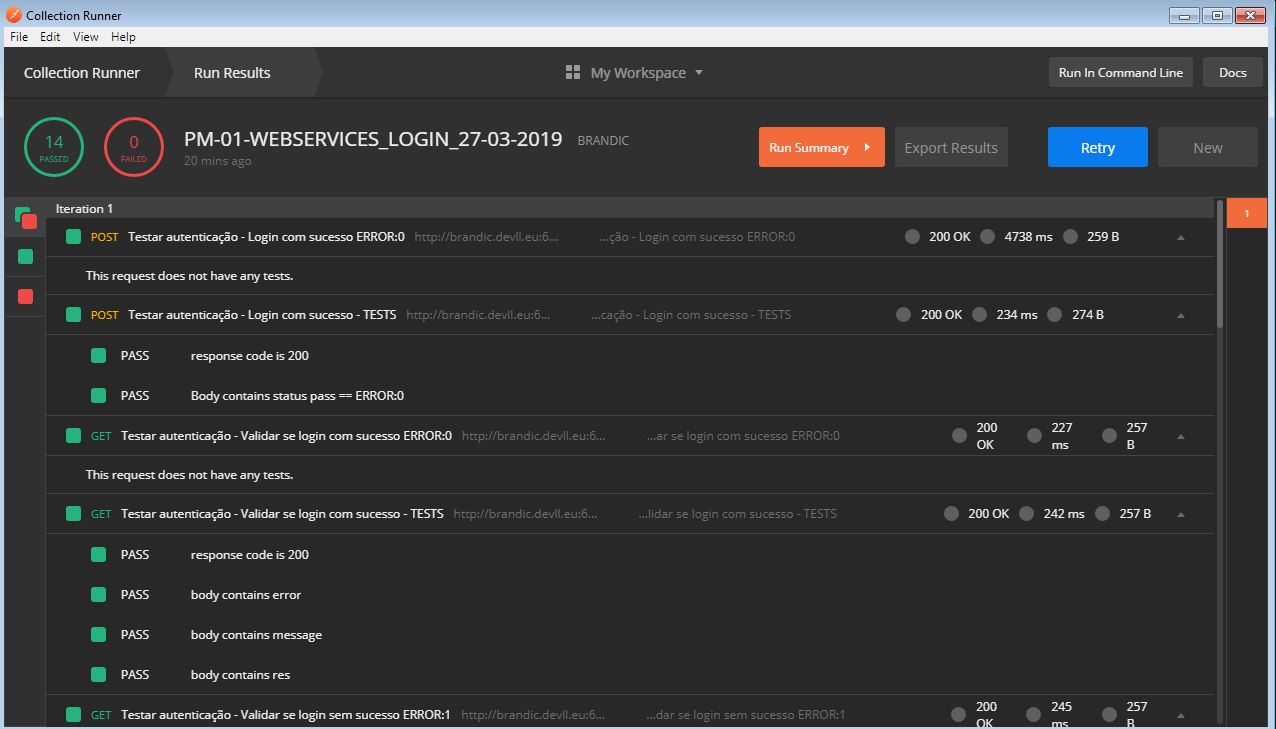 Collection Runner
File Edit View Help
Collection Runner Run Results My Workspace Run In Command Line Docs
14 PASSED 0 FAILED PM-01-WEBSERVICES_LOGIN_27-03-2019 BRANDIC Run Summary Export Results Retry New
20 mins ago
Iteration 1 1
POST Testar autenticação - Login com sucesso ERROR:0 http://brandic.devll.eu:6... ...ção - Login com sucesso ERROR:0 200 OK 4738 ms 259 B
This request does not have any tests.
POST Testar autenticação - Login com sucesso - TESTS http://brandic.devll.eu:6... ...cação - Login com sucesso - TESTS 200 OK 234 ms 274 B
PASS response code is 200
PASS Body contains status pass == ERROR:0
GET Testar autenticação - Validar se login com sucesso ERROR:0 http://brandic.devll.eu:6... ...ar se login com sucesso ERROR:0 200 OK 227 ms 257 B
This request does not have any tests.
GET Testar autenticação - Validar se login com sucesso - TESTS http://brandic.devll.eu:6... ...lidar se login com sucesso - TESTS 200 OK 242 ms 257 B
PASS response code is 200
PASS body contains error
PASS body contains message
PASS body contains res
GET Testar autenticação - Validar se login sem sucesso ERROR:1 http://brandic.devll.eu:6... ...dar se login sem sucesso ERROR:1 200 OK 245 ms 257 B